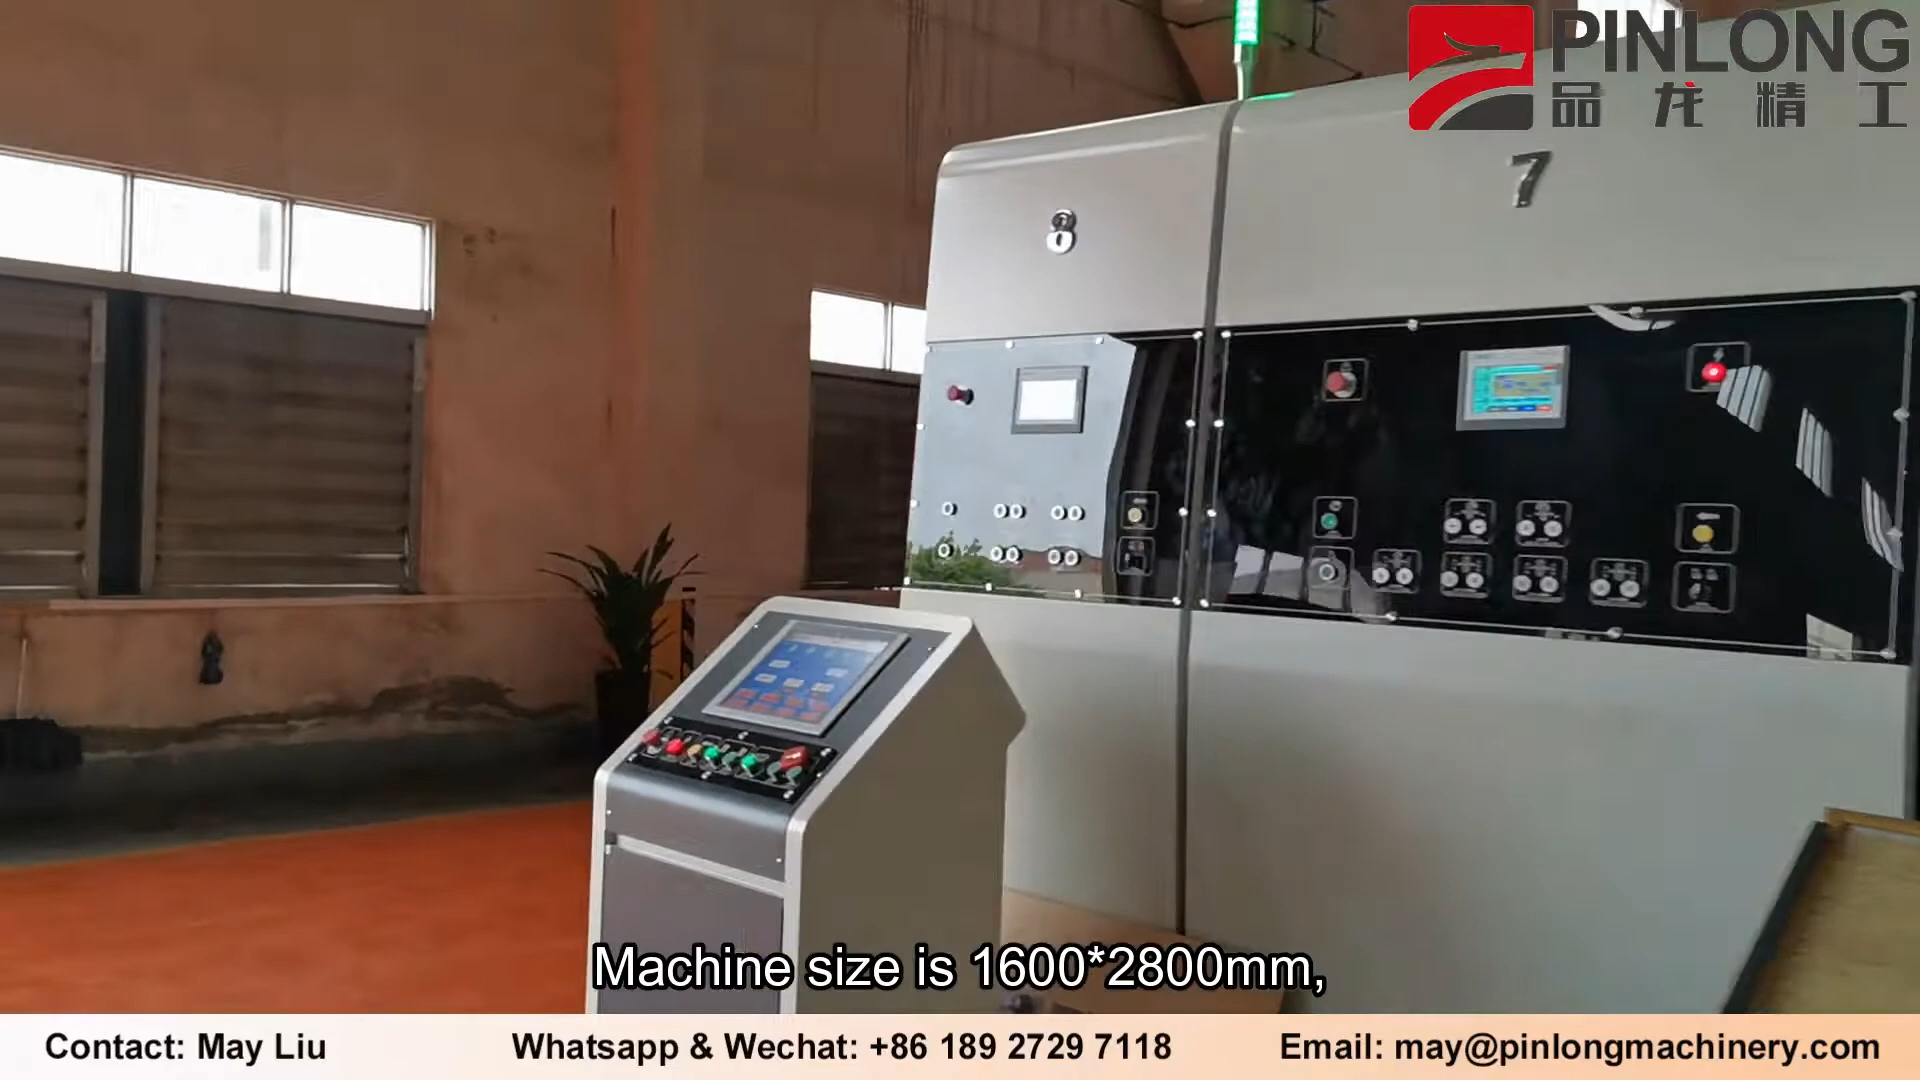 PINLONG
品龙精工
7
8
Machine size is 1600*2800mm,
Contact: May Liu
Whatsapp & Wechat: +86 189 2729 7118
Email: may@pinlongmachinery.com